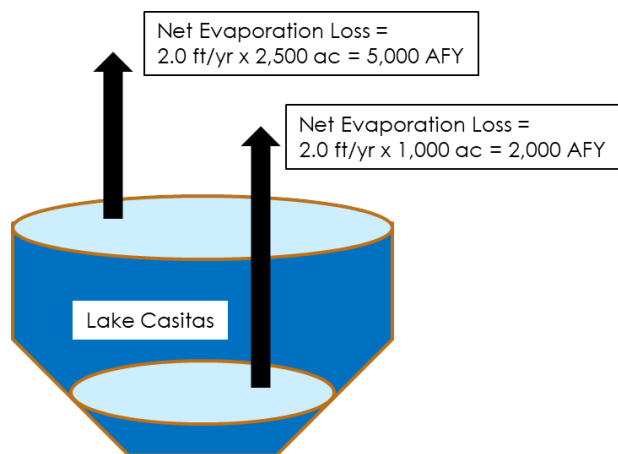 Net Evaporation Loss =
2.0 ft/yr x 2,500 ac = 5,000 AFY
Net Evaporation Loss =
2.0 ft/yr x 1,000 ac = 2,000 AFY
Lake Casitas